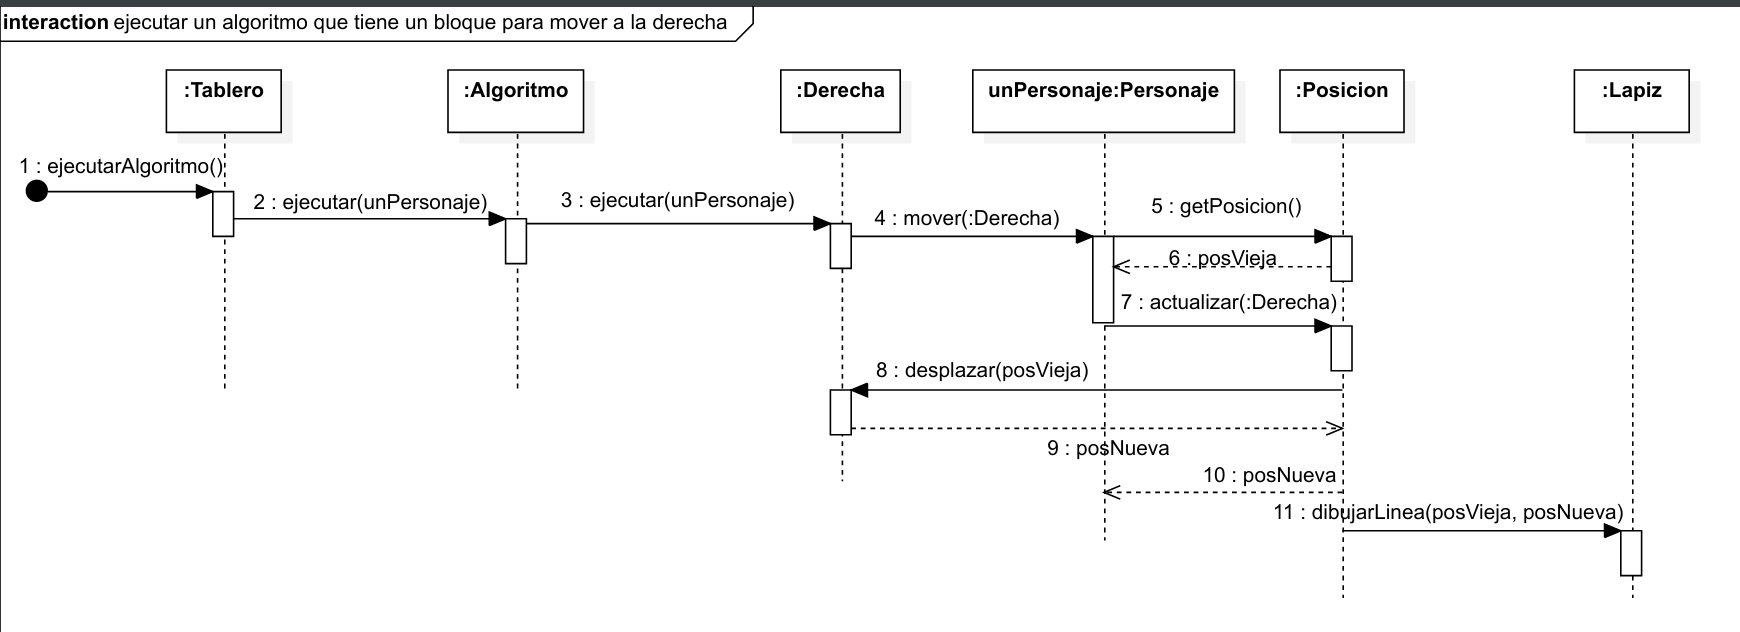 interaction ejecutar un algoritmo que tiene un bloque para mover a la derecha
:Tablero
:Algoritmo
:Derecha
unPersonaje:Personaje
:Posicion
:Lapiz
1 : ejecutarAlgoritmo()
2 : ejecutar(unPersonaje)
3 : ejecutar(unPersonaje)
4 : mover(:Derecha)
5 : getPosicion()
6 : posVieja
7 : actualizar(:Derecha)
8 : desplazar(posVieja)
9 : posNueva
10 : posNueva
11 : dibujarLinea(posVieja, posNueva)